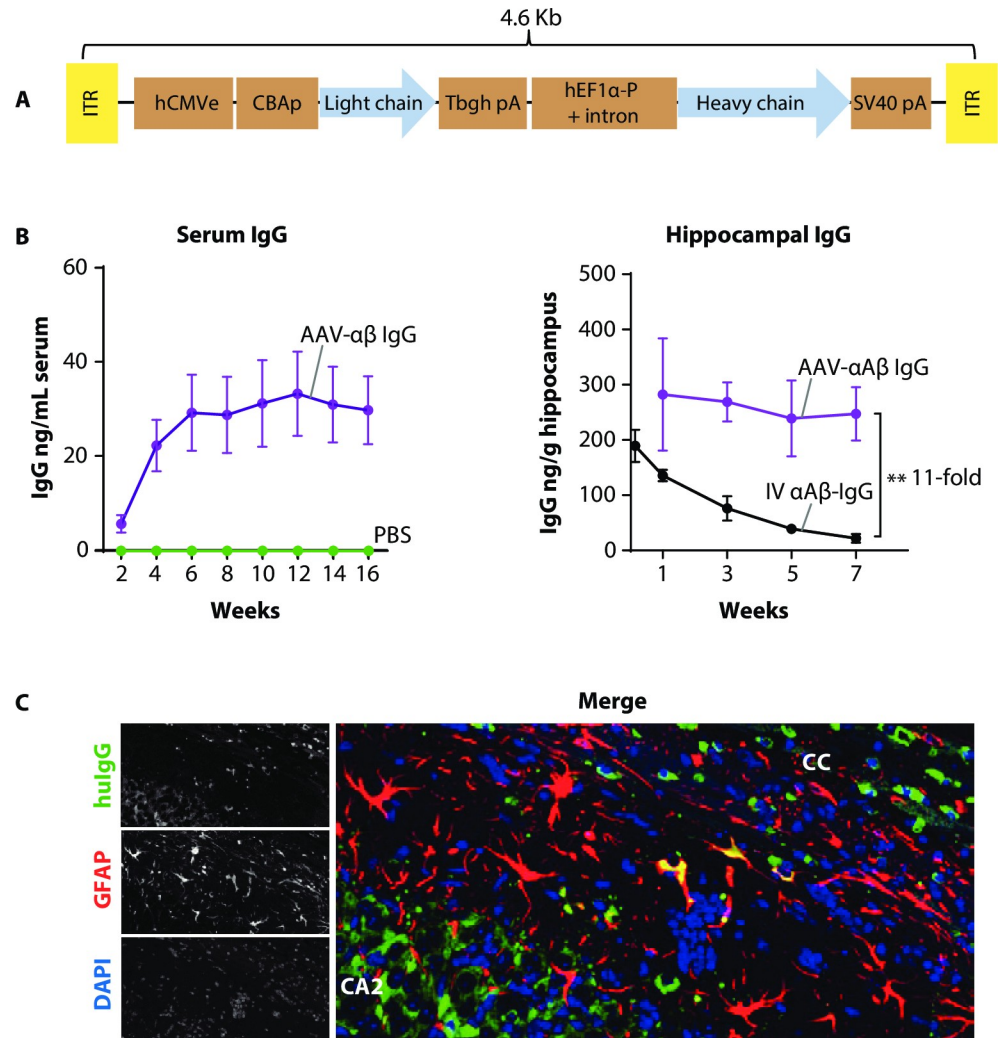 4.6 Kb
A
ITR
hCMVe
CBAp
Light chain
Tbgh pA
hEF1α-P
+ intron
Heavy chain
SV40 pA
ITR
B
Serum IgG
IgG ng/mL serum
60
40
20
0
AAV-αβ IgG
PBS
2 4 6 8 10 12 14 16
Weeks
Hippocampal IgG
IgG ng/g hippocampus
500
400
300
200
100
0
AAV-αAβ IgG
IV αAβ-IgG
** 11-fold
1 3 5 7
Weeks
C
Merge
huIgG
GFAP
DAPI
CC
CA2